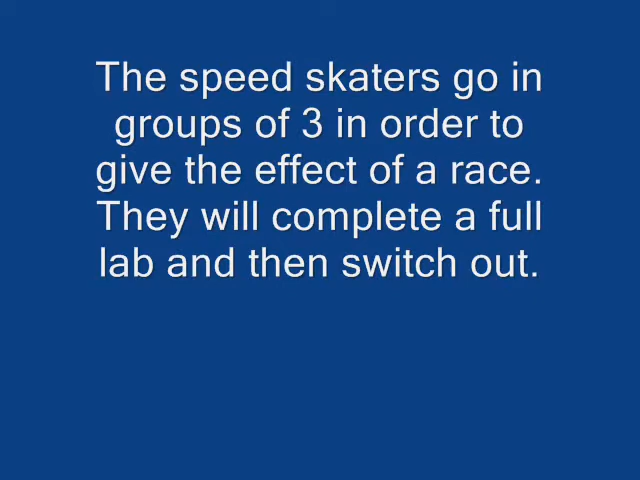 The speed skaters go in
groups of 3 in order to
give the effect of a race.
They will complete a full
lab and then switch out.